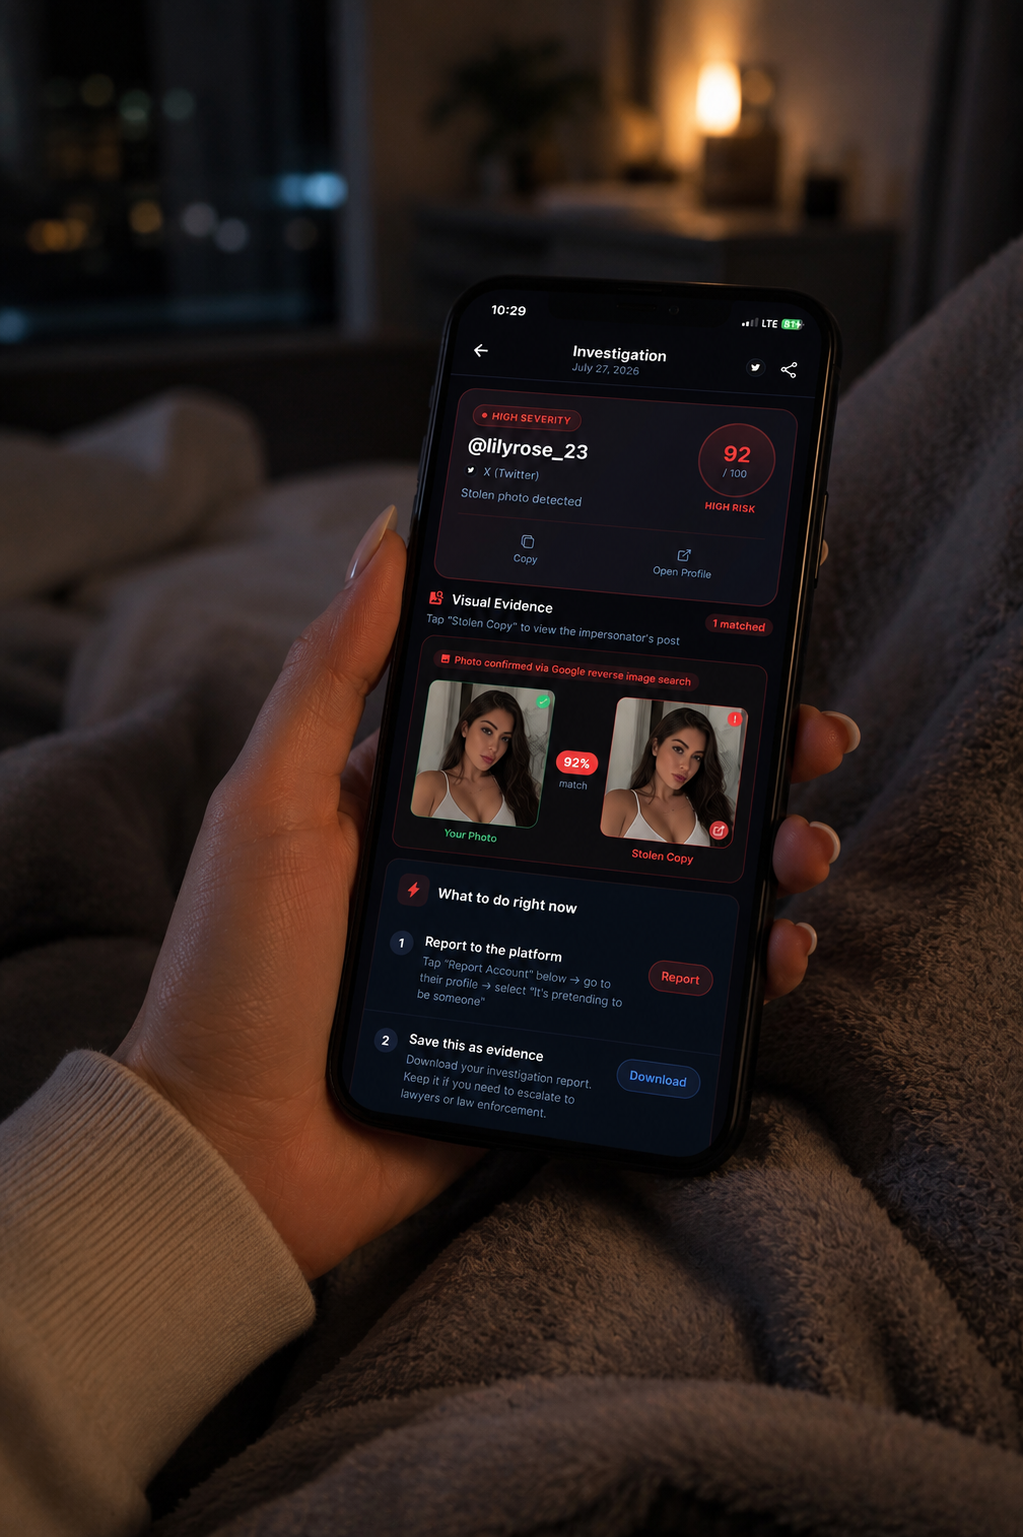 10:29
LTE 81
Investigation
July 27, 2026
HIGH SEVERITY
@lilyrose_23
X (Twitter)
Stolen photo detected
92
/ 100
HIGH RISK
Copy
Open Profile
Visual Evidence
Tap "Stolen Copy" to view the impersonator's post
1 matched
Photo confirmed via Google reverse image search
92%
match
Your Photo
Stolen Copy
What to do right now
1
Report to the platform
Tap "Report Account" below → go to
their profile → select "It's pretending to
be someone"
Report
2
Save this as evidence
Download your investigation report.
Keep it if you need to escalate to
lawyers or law enforcement.
Download